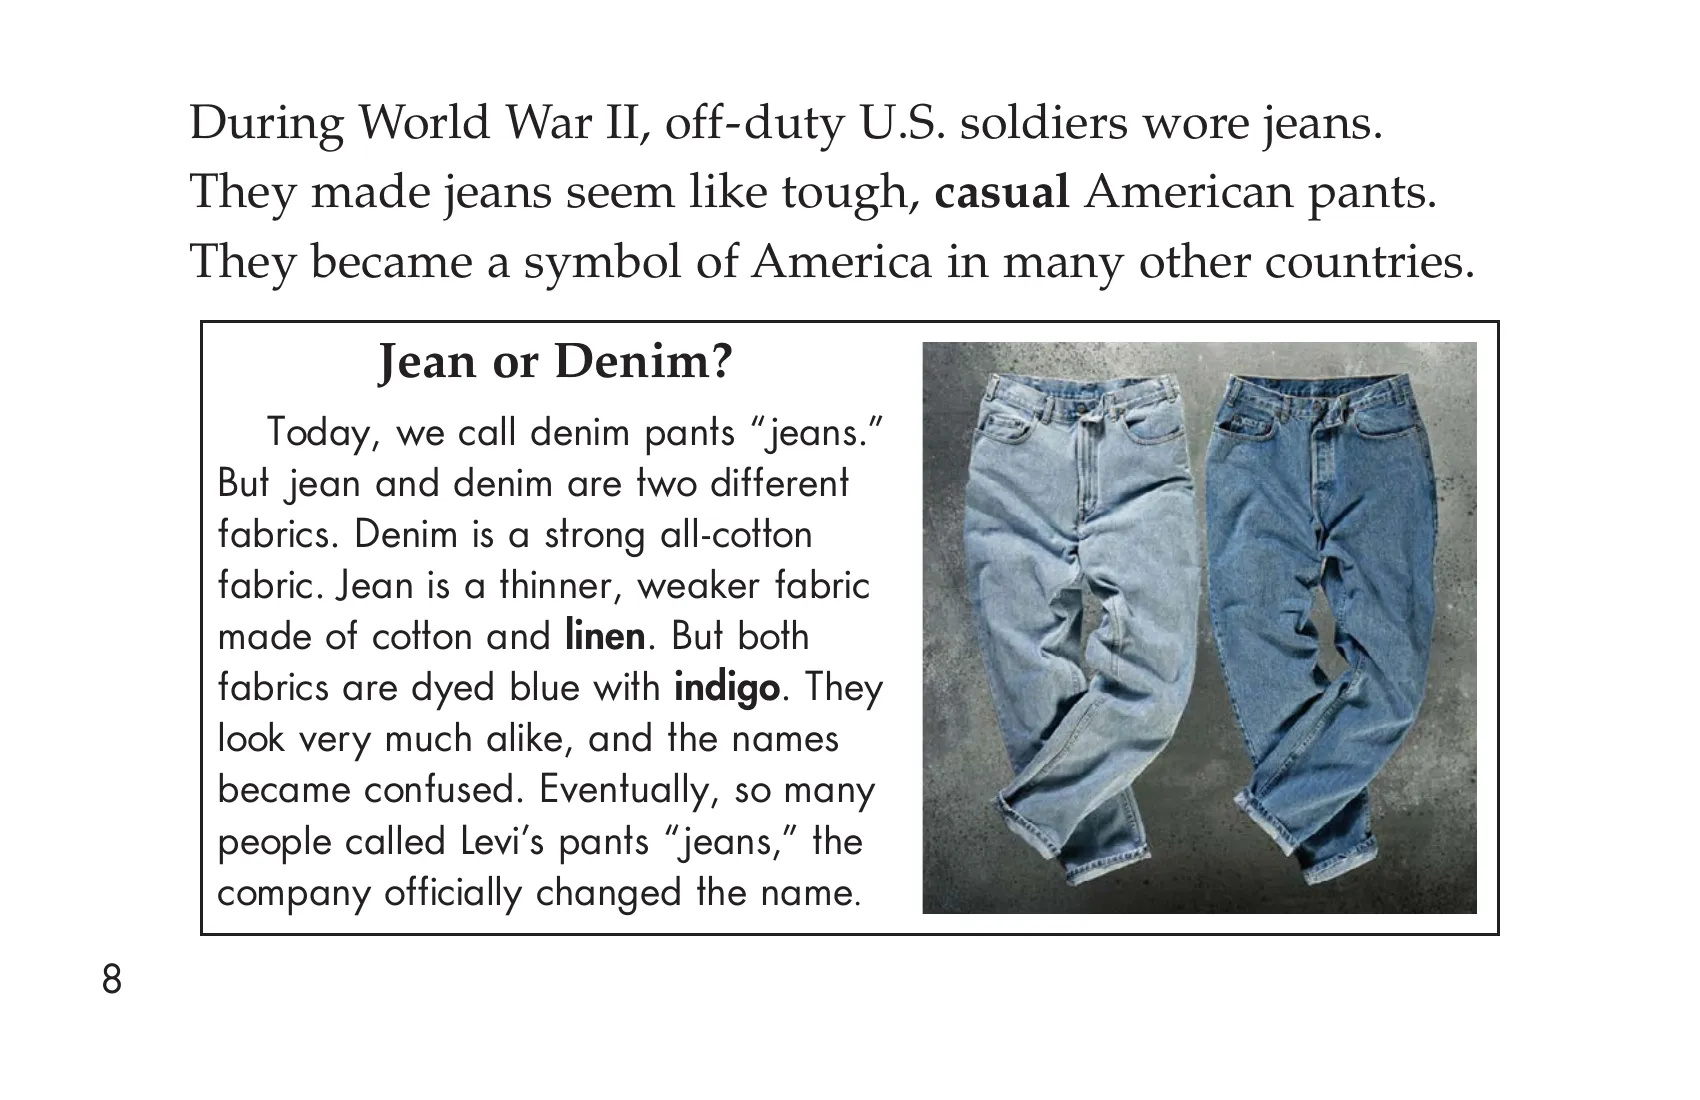 During World War II, off-duty U.S. soldiers wore jeans.
They made jeans seem like tough, casual American pants.
They became a symbol of America in many other countries.
Jean or Denim?
Today, we call denim pants “jeans.”
But jean and denim are two different
fabrics. Denim is a strong all-cotton
fabric. Jean is a thinner, weaker fabric
made of cotton and linen. But both
fabrics are dyed blue with indigo. They
look very much alike, and the names
became confused. Eventually, so many
people called Levi’s pants “jeans,” the
company officially changed the name.
8